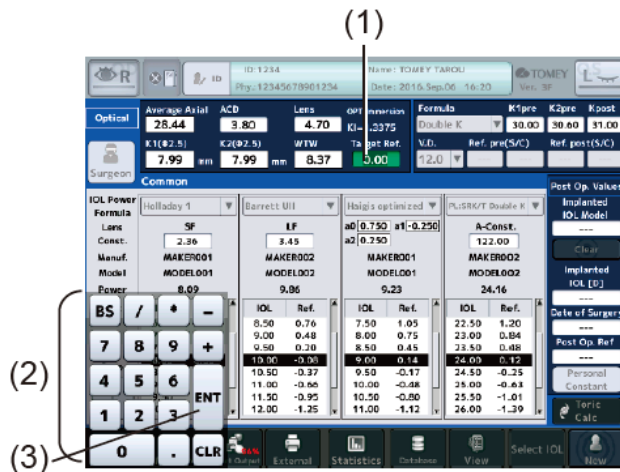 (1)
R
ID
ID:1234
Name: TOMEY TAROU
Phy.:12345678901234
Date: 2016.Sep.06 16:20
TOMEY
Ver. 3F
L
Optical
Average Axial
ACD
Lens
OPT Immersion
Formula
K1pre
K2pre
Kpost
28.44
3.80
4.70
KI=1.3375
Double K
30.00
30.60
31.00
K1(Φ2.5)
K2(Φ2.5)
WTW
Target Ref.
V.D.
Ref. pre(S/C)
Ref. post(S/C)
7.99 mm
7.99 mm
8.37
0.00
12.0
Surgeon
Common
Post Op. Values
IOL Power Formula
Holladay 1
Barrett UII
Haigis optimized
PL:SRK/T Double K
Implanted IOL Model
---
Lens Const.
SF
LF
a0 0.750 a1 -0.250
A-Const.
2.36
3.45
a2 0.250
122.00
Clear
Manuf.
MAKER001
MAKER002
MAKER001
MAKER002
Model
MODEL001
MODEL002
MODEL001
MODEL002
Implanted IOL [D]
---
Power
8.09
9.86
9.23
24.16
Date of Surgery
---
Post Op. Ref
---
Personal Constant
Toric Calc
IOL Ref.
8.50 0.76
9.00 0.48
9.50 0.20
10.00 -0.08
10.50 -0.37
11.00 -0.66
11.50 -0.95
12.00 -1.25
IOL Ref.
7.50 1.05
8.00 0.75
8.50 0.45
9.00 0.14
9.50 -0.17
10.00 -0.48
10.50 -0.80
11.00 -1.12
IOL Ref.
22.50 1.20
23.00 0.84
23.50 0.48
24.00 0.12
24.50 -0.25
25.00 -0.63
25.50 -1.01
26.00 -1.39
(2)
BS / * -
7 8 9 +
4 5 6
ENT
1 2 3
0 . CLR
(3)
Output
External
Statistics
Database
View
Select IOL
New